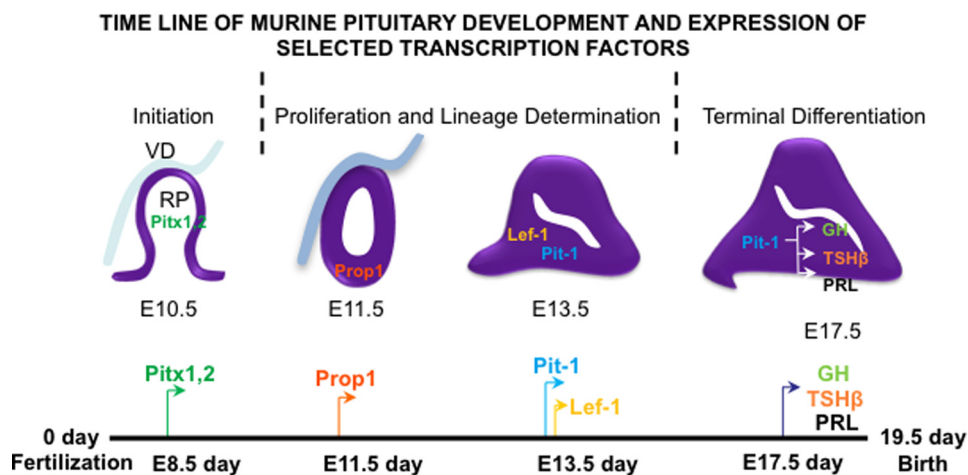 TIME LINE OF MURINE PITUITARY DEVELOPMENT AND EXPRESSION OF
SELECTED TRANSCRIPTION FACTORS
Initiation
Proliferation and Lineage Determination
Terminal Differentiation
VD
RP
Pitx1,2
E10.5
Prop1
E11.5
Lef-1
Pit-1
E13.5
Pit-1
GH
TSHβ
PRL
E17.5
Pitx1,2
Prop1
Pit-1
Lef-1
GH
TSHβ
PRL
0 day
Fertilization
E8.5 day
E11.5 day
E13.5 day
E17.5 day
19.5 day
Birth